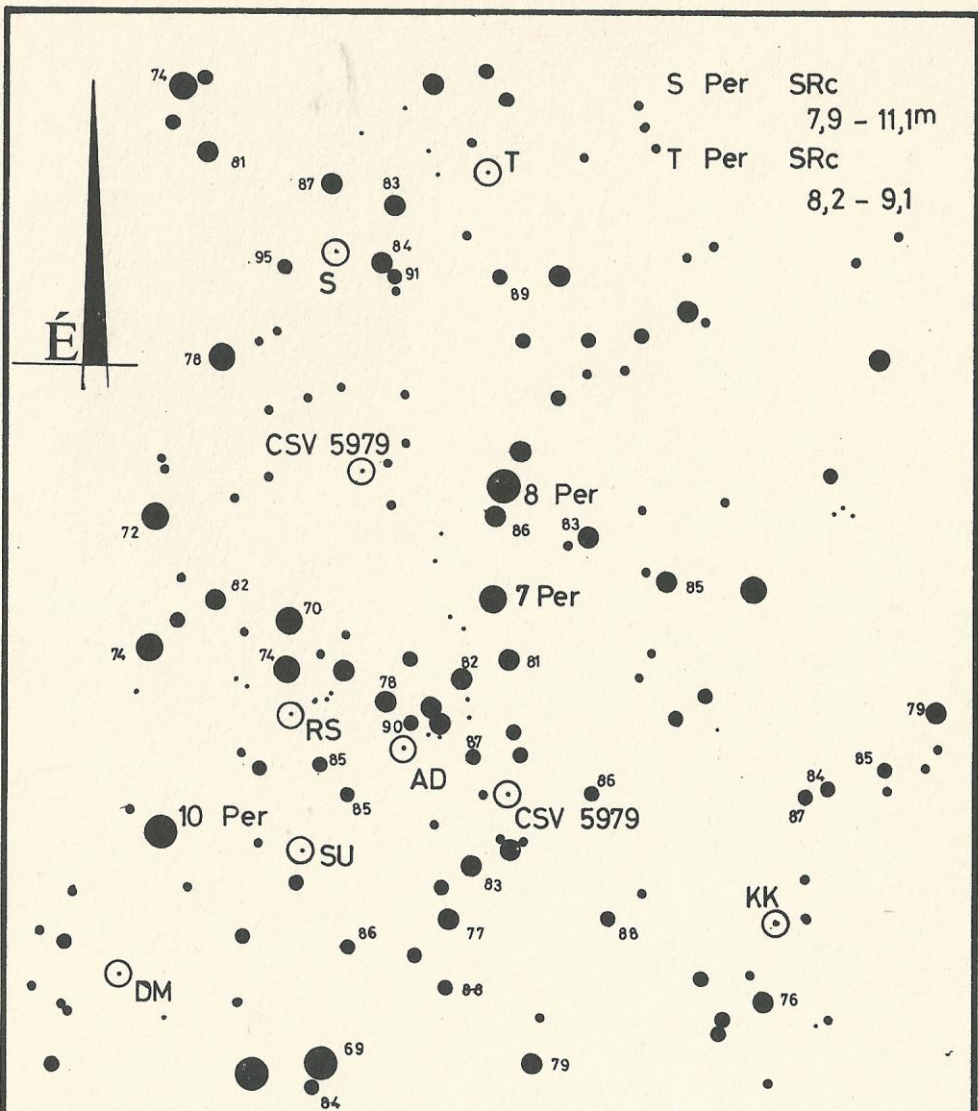 74
S Per SRc
7,9 – 11,1m
T Per SRc
8,2 – 9,1
81
T
87
83
84
95
S
91
89
É
78
CSV 5979
8 Per
72
86
83
85
82
7 Per
70
74
74
82
81
78
79
RS
90
87
85
AD
85
86
84
85
CSV 5979
87
10 Per
SU
83
KK
77
88
86
DM
88
76
69
79
84